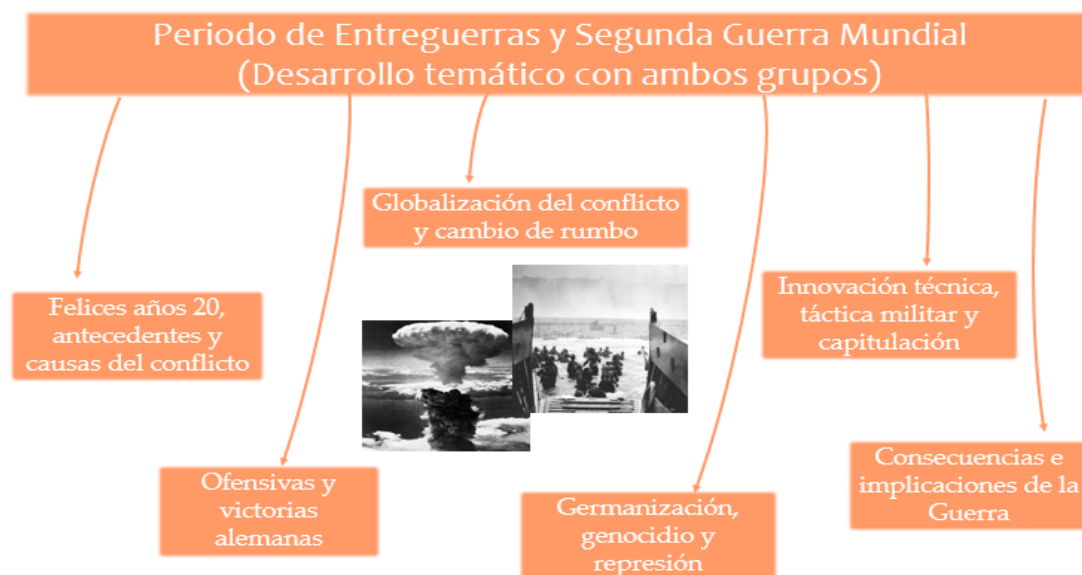 Periodo de Entreguerras y Segunda Guerra Mundial
(Desarrollo temático con ambos grupos)
Globalización del conflicto
y cambio de rumbo
Felices años 20,
antecedentes y
causas del conflicto
Innovación técnica,
táctica militar y
capitulación
Ofensivas y
victorias
alemanas
Germanización,
genocidio y
represión
Consecuencias e
implicaciones de la
Guerra